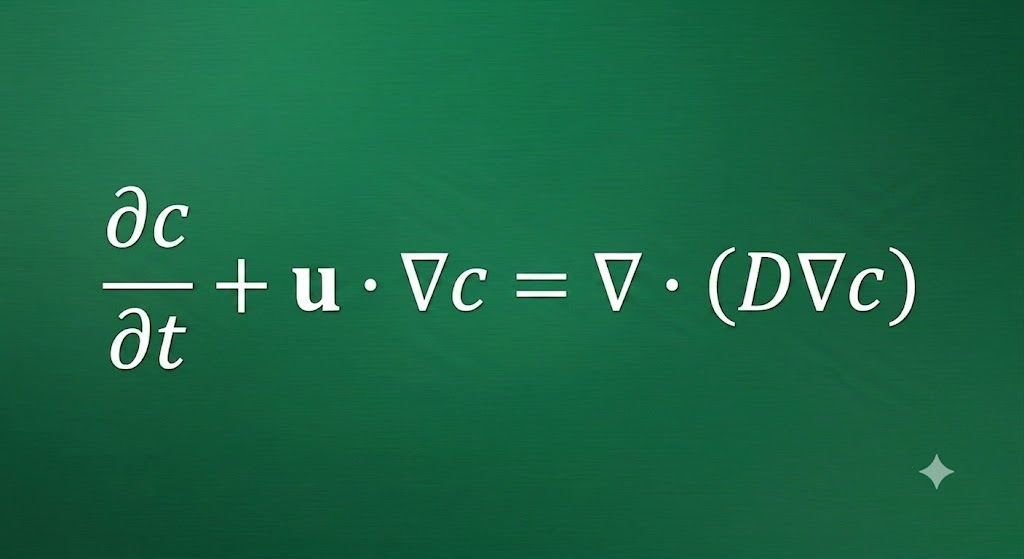 ∂c/∂t + 𝐮 · ∇c = ∇ · (D∇c)